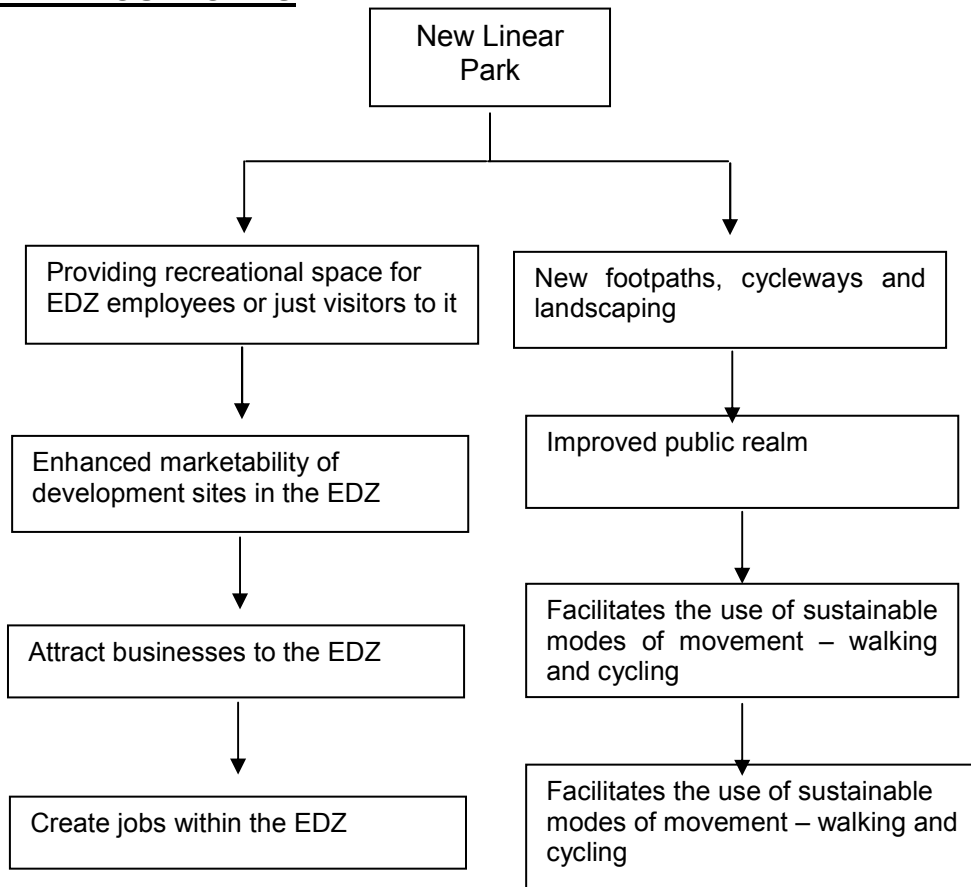 New Linear
Park
Providing recreational space for
EDZ employees or just visitors to it
New footpaths, cycleways and
landscaping
Enhanced marketability of
development sites in the EDZ
Improved public realm
Attract businesses to the EDZ
Facilitates the use of sustainable
modes of movement – walking
and cycling
Create jobs within the EDZ
Facilitates the use of sustainable
modes of movement – walking and
cycling